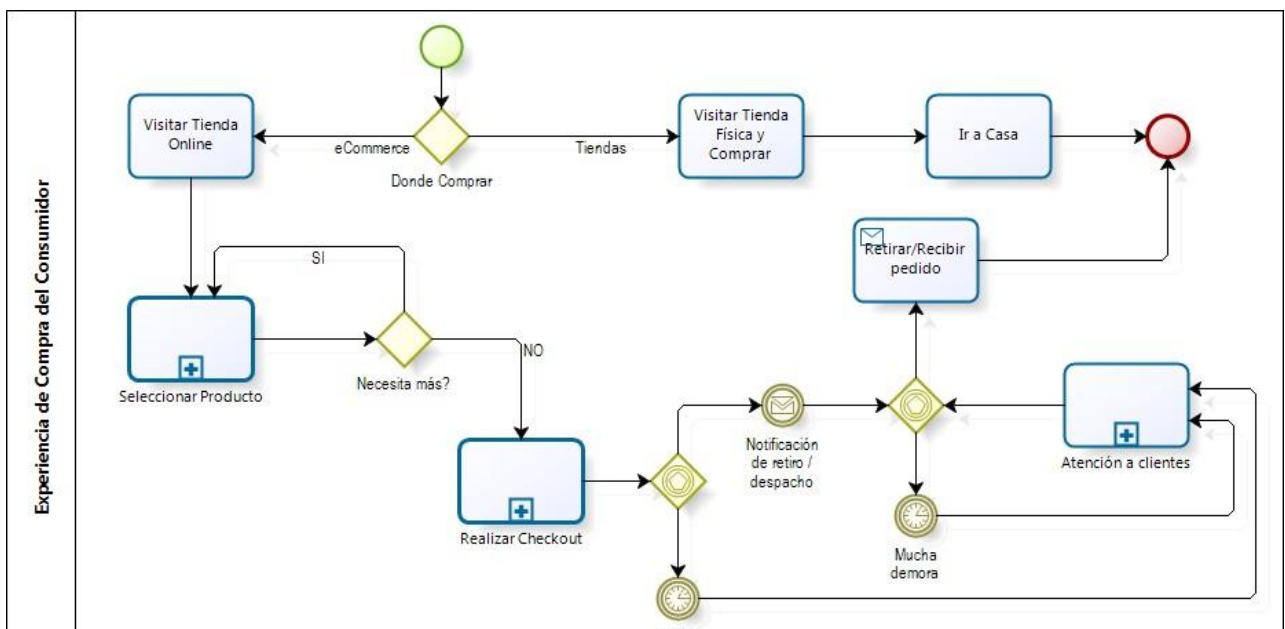 Experiencia de Compra del Consumidor
Visitar Tienda
Online
eCommerce
Donde Comprar
Tiendas
Visitar Tienda
Física y
Comprar
Ir a Casa
SI
Seleccionar Producto
Necesita más?
NO
Realizar Checkout
Notificación
de retiro /
despacho
Retirar/Recibir
pedido
Mucha
demora
Atención a clientes